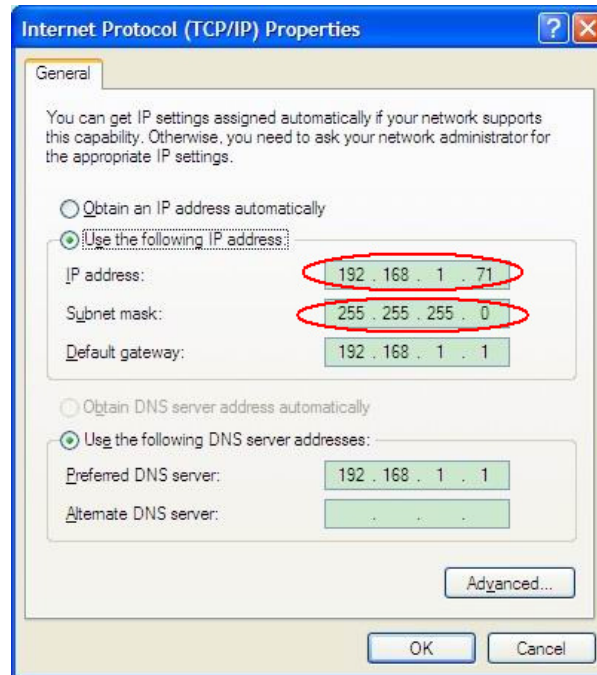 Internet Protocol (TCP/IP) Properties
General
You can get IP settings assigned automatically if your network supports
this capability. Otherwise, you need to ask your network administrator for
the appropriate IP settings.
Obtain an IP address automatically
Use the following IP address:
IP address: 192 . 168 . 1 . 71
Subnet mask: 255 . 255 . 255 . 0
Default gateway: 192 . 168 . 1 . 1
Obtain DNS server address automatically
Use the following DNS server addresses:
Preferred DNS server: 192 . 168 . 1 . 1
Alternate DNS server: . . .
Advanced...
OK Cancel